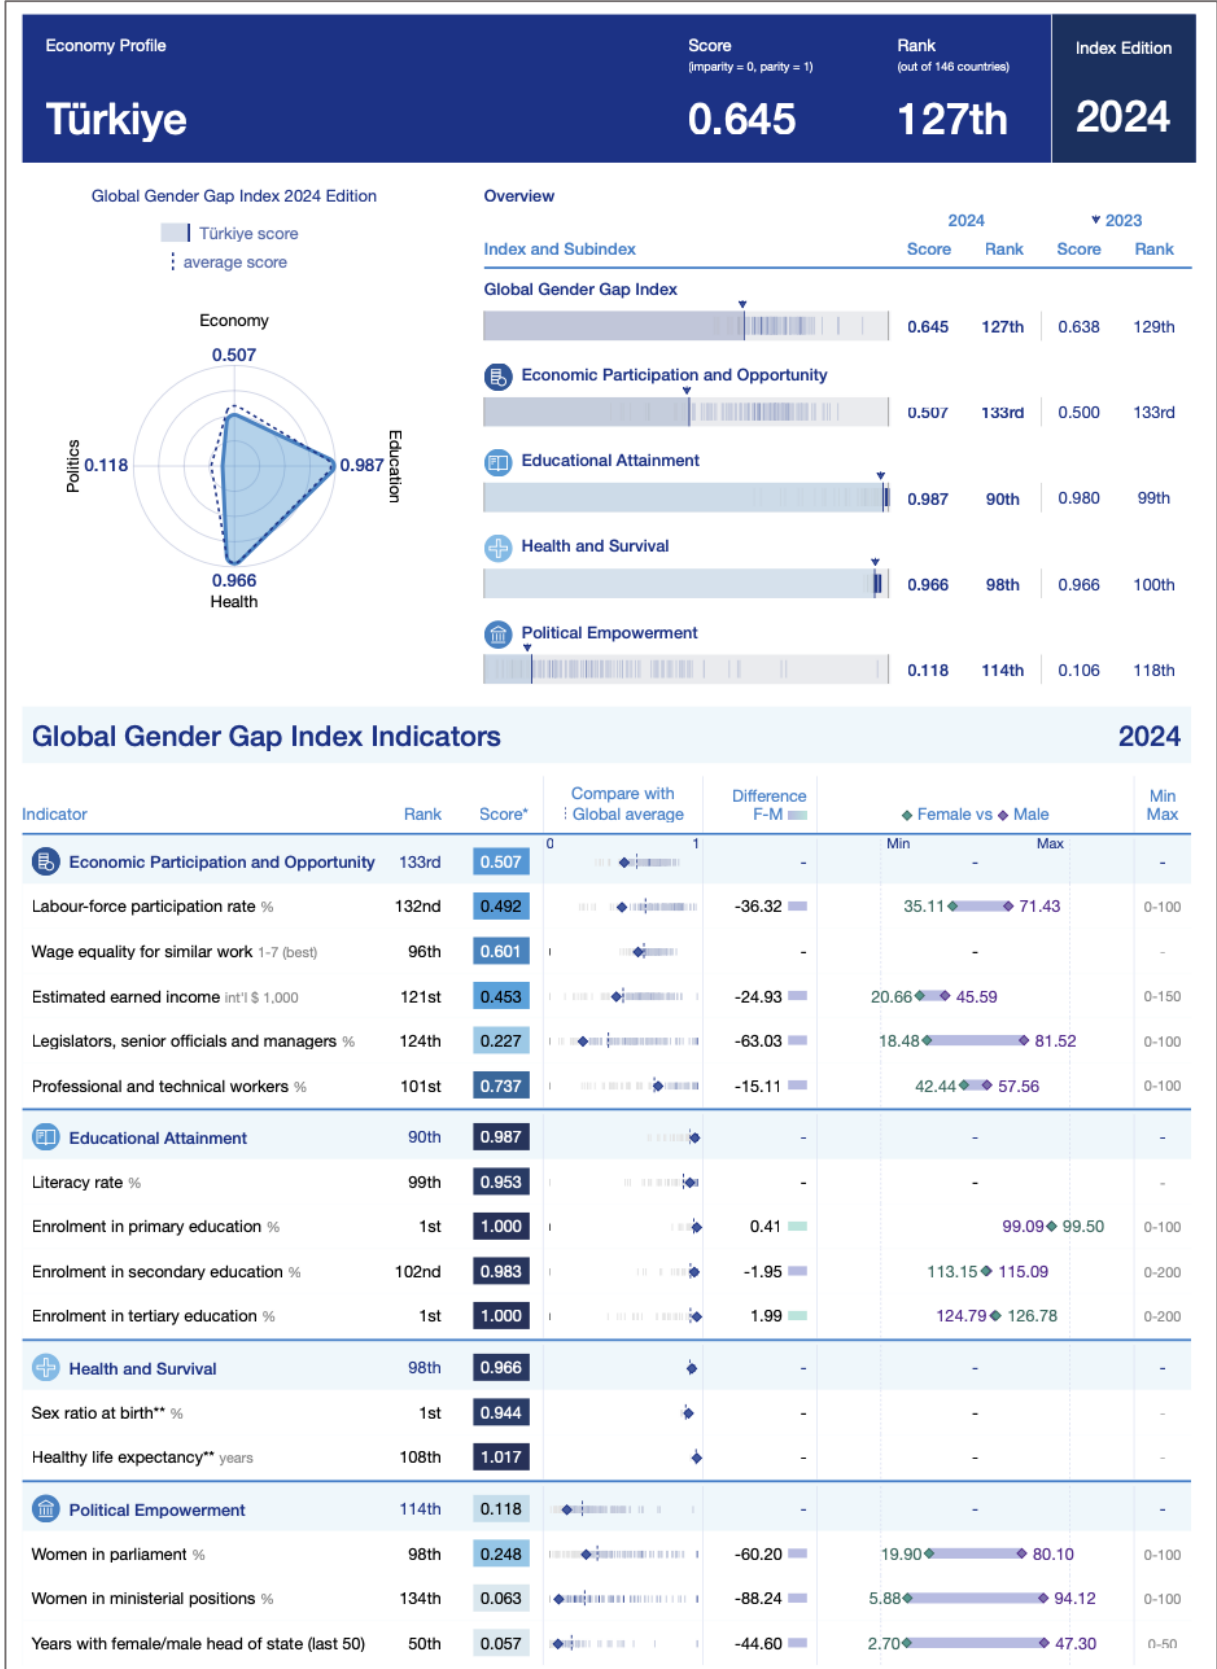 Economy Profile
Türkiye
Score
(imparity = 0, parity = 1)
0.645
Rank
(out of 146 countries)
127th
Index Edition
2024
Global Gender Gap Index 2024 Edition
Türkiye score
average score
Economy
0.507
Politics
0.118
0.987
Education
0.966
Health
Overview
2024 2023
Index and Subindex Score Rank Score Rank
Global Gender Gap Index
0.645 127th 0.638 129th
Economic Participation and Opportunity
0.507 133rd 0.500 133rd
Educational Attainment
0.987 90th 0.980 99th
Health and Survival
0.966 98th 0.966 100th
Political Empowerment
0.118 114th 0.106 118th
Global Gender Gap Index Indicators 2024
Indicator Rank Score* Compare with Global average Difference F-M Female vs Male Min Max
0 1 Min Max
Economic Participation and Opportunity 133rd 0.507 - - -
Labour-force participation rate % 132nd 0.492 -36.32 35.11 71.43 0-100
Wage equality for similar work 1-7 (best) 96th 0.601 - - -
Estimated earned income int'l $ 1,000 121st 0.453 -24.93 20.66 45.59 0-150
Legislators, senior officials and managers % 124th 0.227 -63.03 18.48 81.52 0-100
Professional and technical workers % 101st 0.737 -15.11 42.44 57.56 0-100
Educational Attainment 90th 0.987 - - -
Literacy rate % 99th 0.953 - - -
Enrolment in primary education % 1st 1.000 0.41 99.09 99.50 0-100
Enrolment in secondary education % 102nd 0.983 -1.95 113.15 115.09 0-200
Enrolment in tertiary education % 1st 1.000 1.99 124.79 126.78 0-200
Health and Survival 98th 0.966 - - -
Sex ratio at birth** % 1st 0.944 - - -
Healthy life expectancy** years 108th 1.017 - - -
Political Empowerment 114th 0.118 - - -
Women in parliament % 98th 0.248 -60.20 19.90 80.10 0-100
Women in ministerial positions % 134th 0.063 -88.24 5.88 94.12 0-100
Years with female/male head of state (last 50) 50th 0.057 -44.60 2.70 47.30 0-50